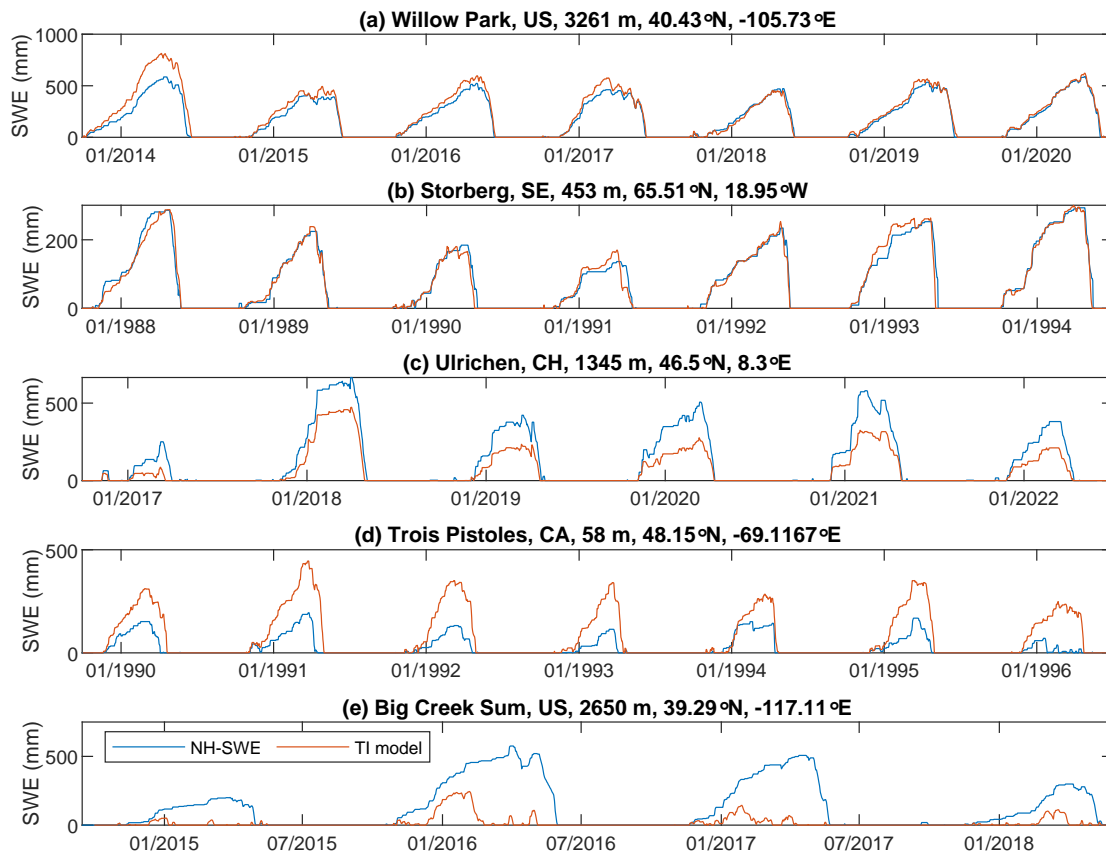 (a) Willow Park, US, 3261 m, 40.43°N, -105.73°E
SWE (mm)
1000
500
0
01/2014 01/2015 01/2016 01/2017 01/2018 01/2019 01/2020
(b) Storberg, SE, 453 m, 65.51°N, 18.95°W
SWE (mm)
200
0
01/1988 01/1989 01/1990 01/1991 01/1992 01/1993 01/1994
(c) Ulrichen, CH, 1345 m, 46.5°N, 8.3°E
SWE (mm)
500
0
01/2017 01/2018 01/2019 01/2020 01/2021 01/2022
(d) Trois Pistoles, CA, 58 m, 48.15°N, -69.1167°E
SWE (mm)
500
0
01/1990 01/1991 01/1992 01/1993 01/1994 01/1995 01/1996
(e) Big Creek Sum, US, 2650 m, 39.29°N, -117.11°E
SWE (mm)
NH-SWE TI model
500
0
01/2015 07/2015 01/2016 07/2016 01/2017 07/2017 01/2018